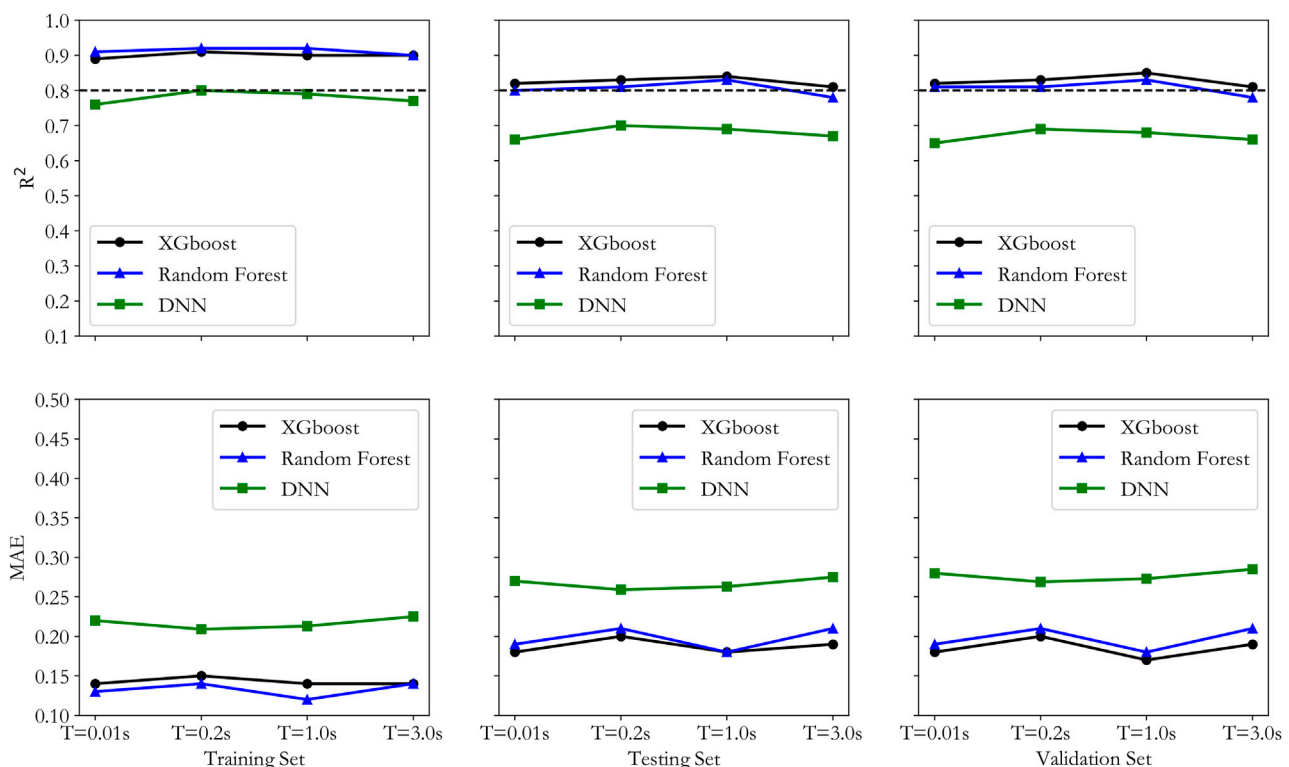 1.0
0.9
0.8
0.7
0.6
0.5
0.4
0.3
0.2
0.1
R²
XGboost
Random Forest
DNN
XGboost
Random Forest
DNN
XGboost
Random Forest
DNN
0.50
0.45
0.40
0.35
0.30
0.25
0.20
0.15
0.10
MAE
XGboost
Random Forest
DNN
XGboost
Random Forest
DNN
XGboost
Random Forest
DNN
T=0.01s T=0.2s T=1.0s T=3.0s
Training Set
T=0.01s T=0.2s T=1.0s T=3.0s
Testing Set
T=0.01s T=0.2s T=1.0s T=3.0s
Validation Set